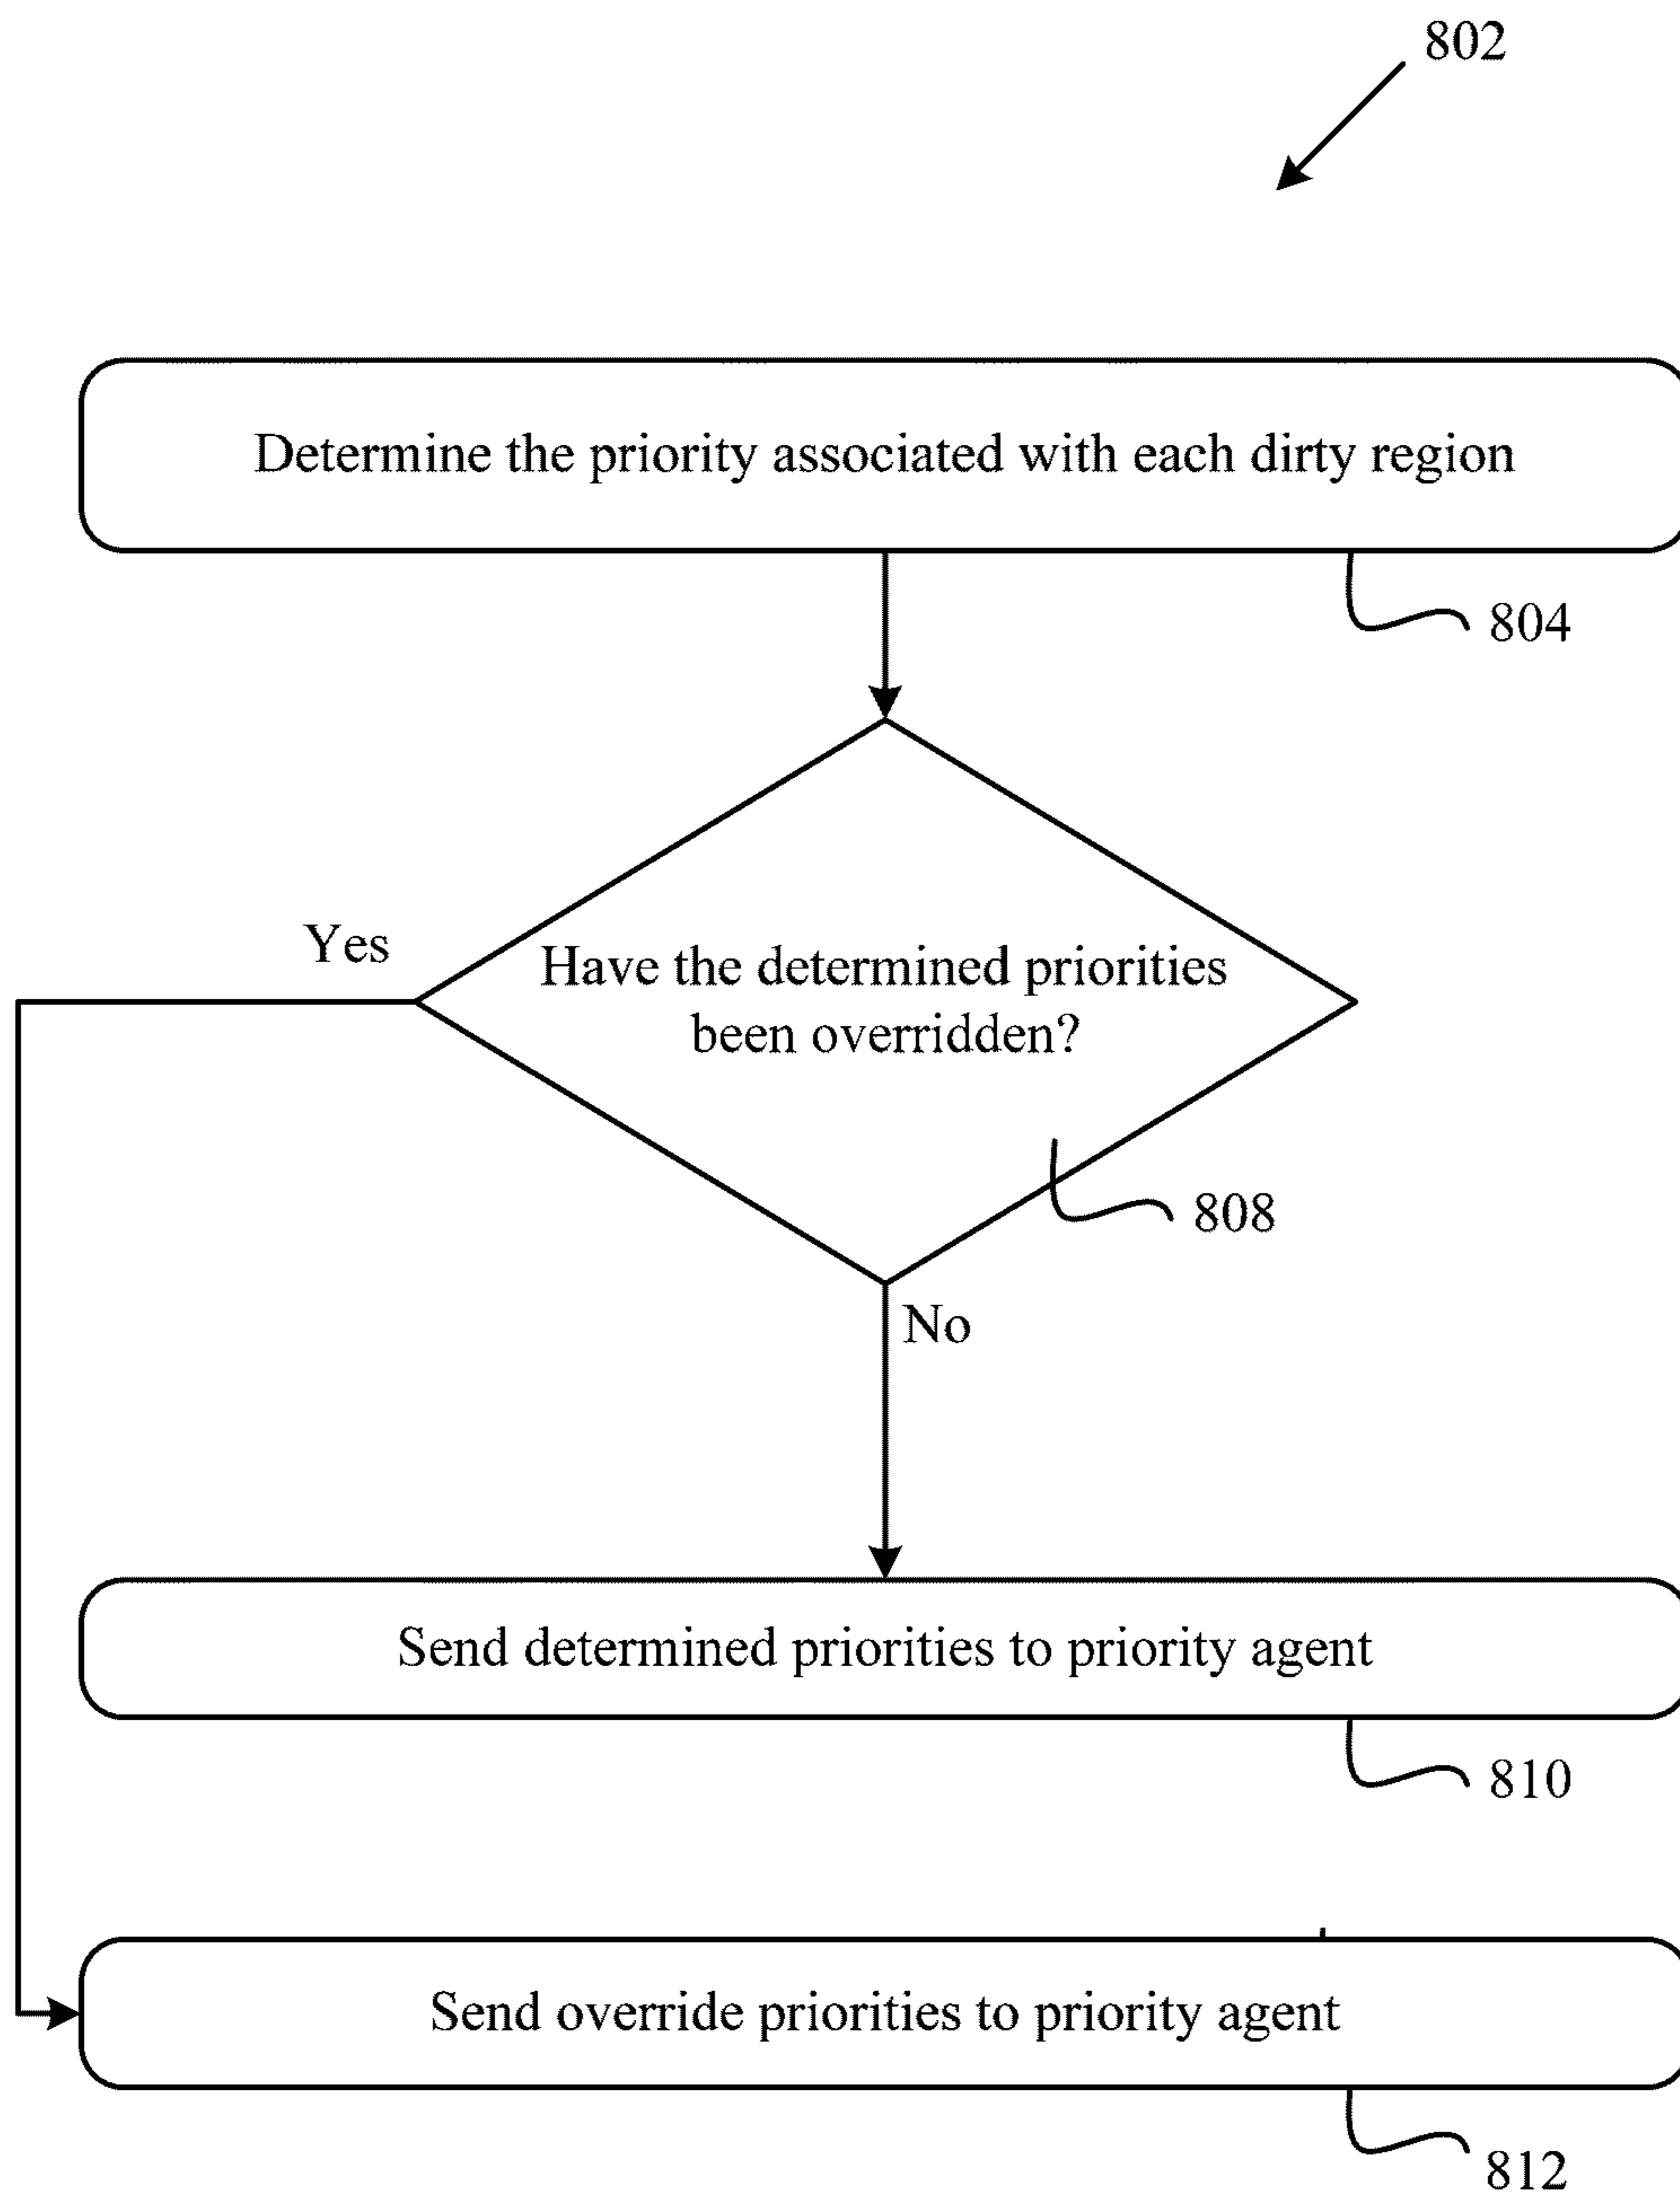 802
Determine the priority associated with each dirty region
804
Yes
Have the determined priorities
been overridden?
808
No
Send determined priorities to priority agent
810
Send override priorities to priority agent
812